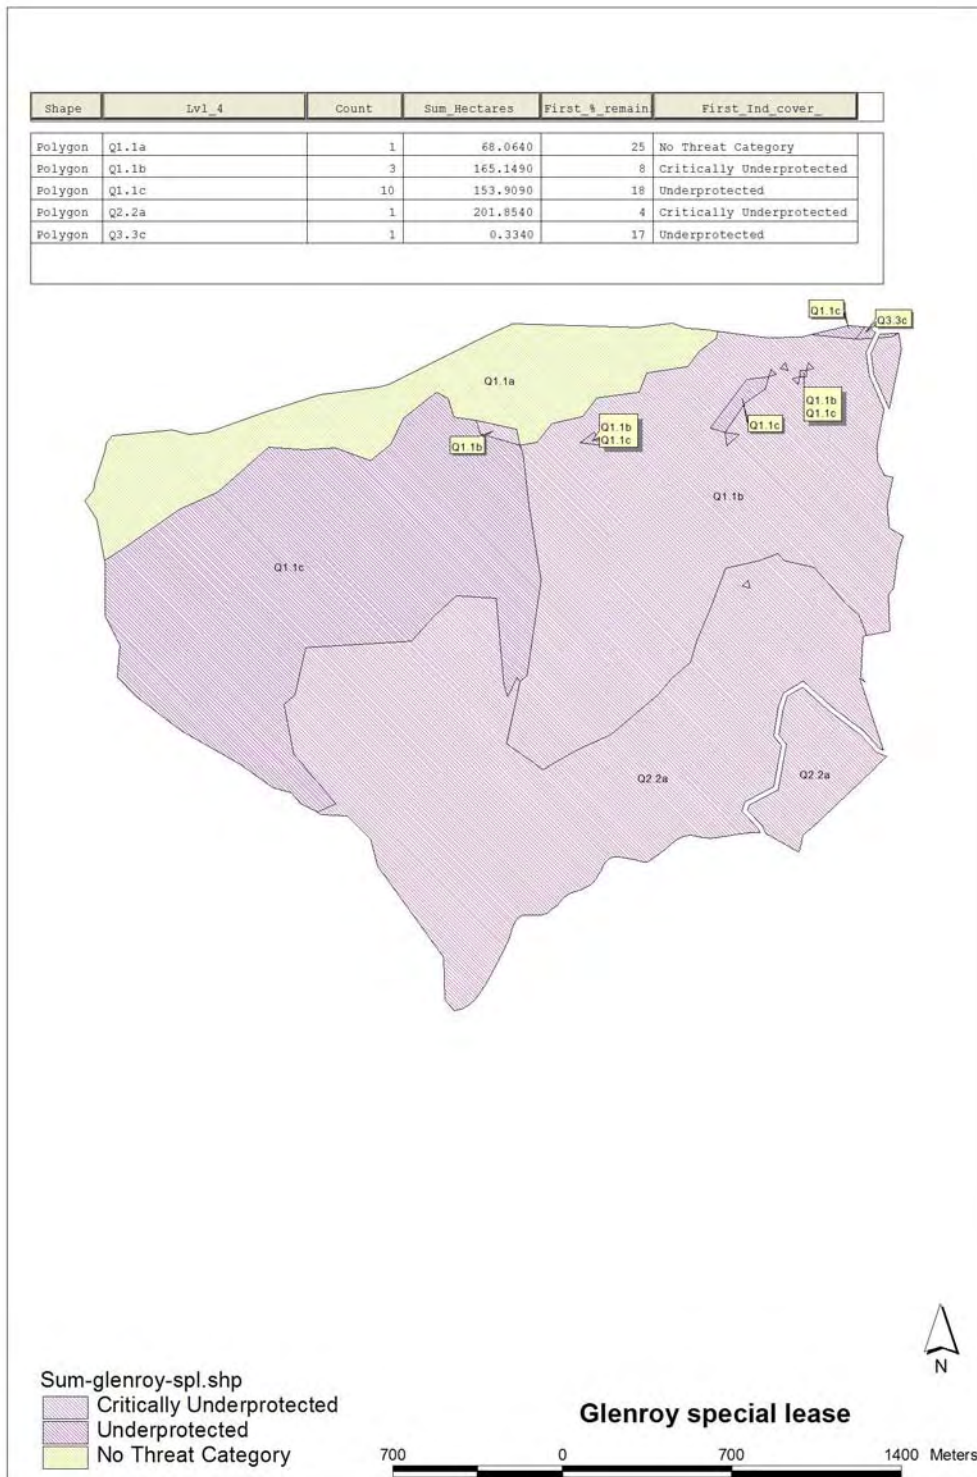 Shape Lvl_4 Count Sum_Hectares First_%_remain First_Ind_cover_
Polygon Q1.1a 1 68.0640 25 No Threat Category
Polygon Q1.1b 3 165.1490 8 Critically Underprotected
Polygon Q1.1c 10 153.9090 18 Underprotected
Polygon Q2.2a 1 201.8540 4 Critically Underprotected
Polygon Q3.3c 1 0.3340 17 Underprotected
Q1.1c
Q3.3c
Q1.1a
Q1.1b
Q1.1c
Q1.1c
Q1.1b
Q1.1c
Q1.1b
Q1.1b
Q1.1c
Q2.2a
Q2.2a
N
Sum-glenroy-spl.shp
Critically Underprotected
Underprotected
No Threat Category
Glenroy special lease
700 0 700 1400 Meters